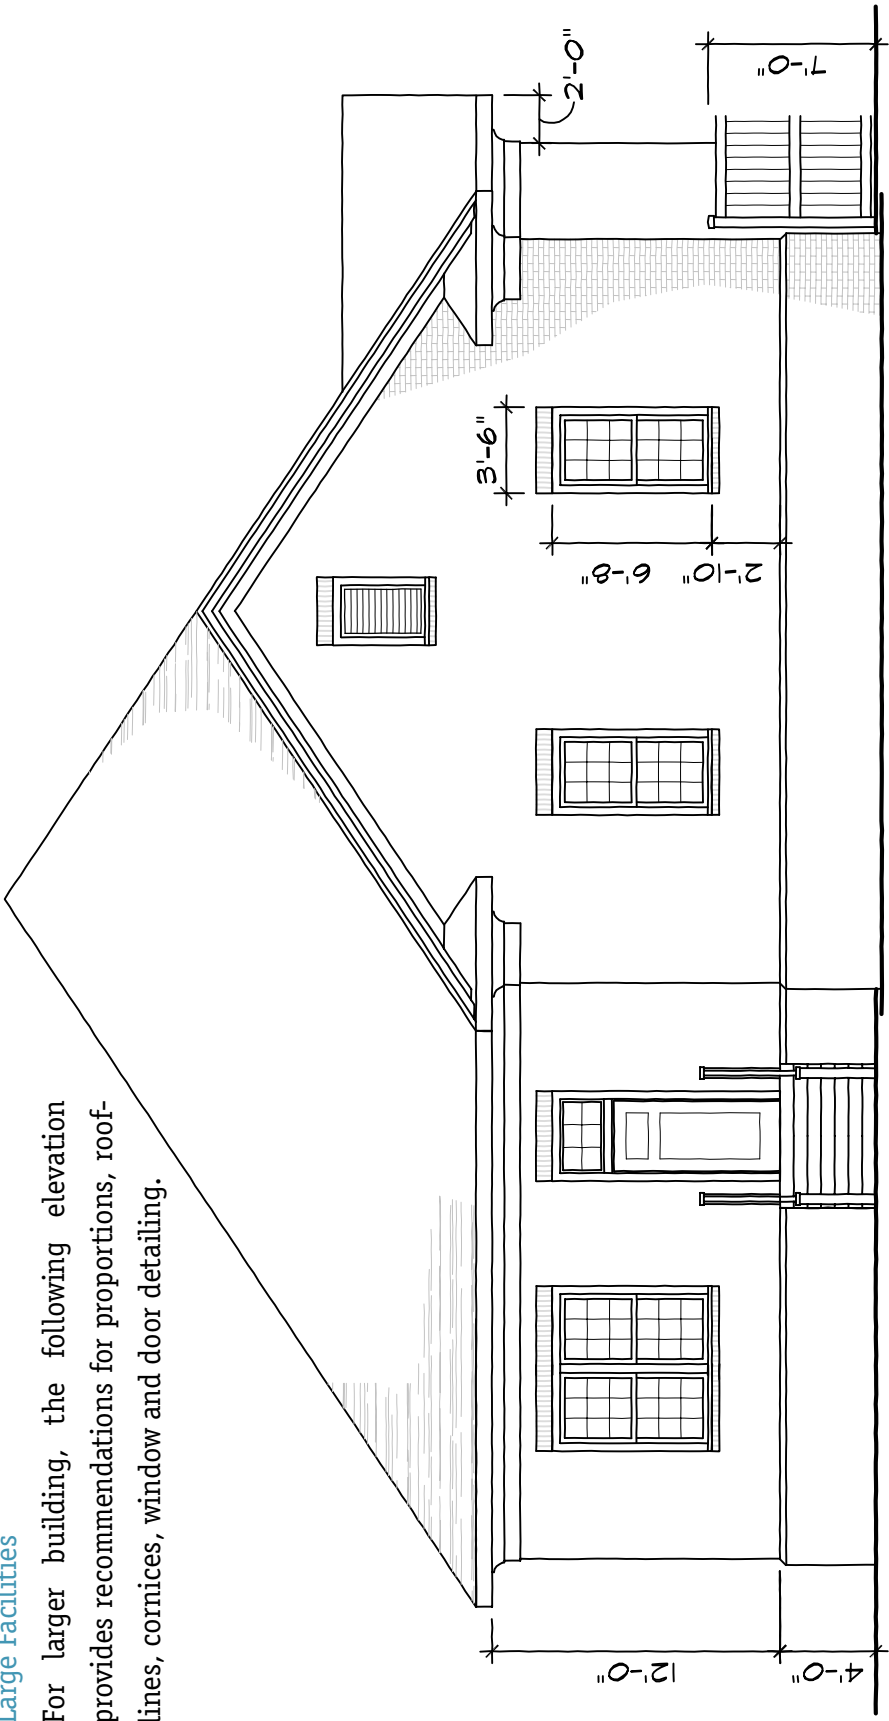 Large Facilities
For larger building, the following elevation
provides recommendations for proportions, roof-
lines, cornices, window and door detailing.
12'-0"
4'-0"
3'-6"
6'-8"
2'-10"
2'-0"
7'-0"